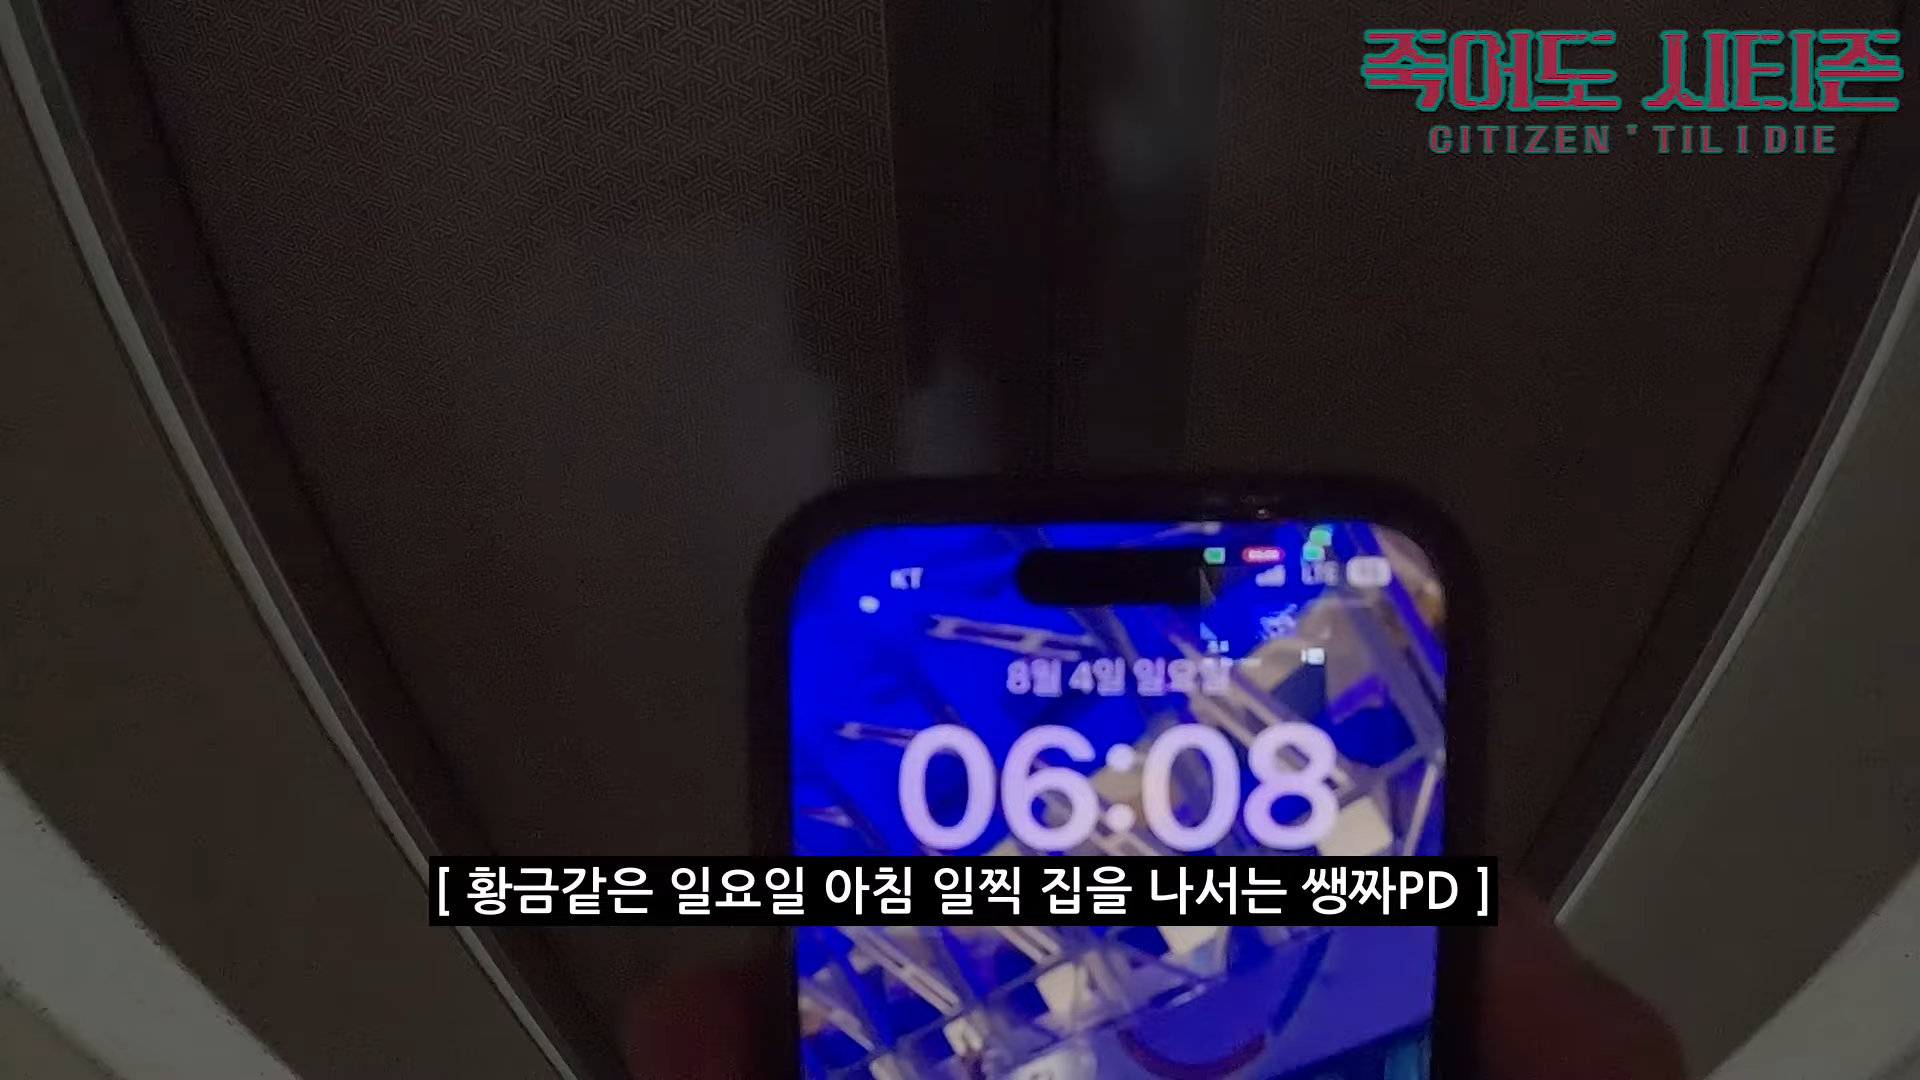 죽어도 시티즌
CITIZEN 'TIL I DIE
KT
LTE
8월 4일 일요일
06:08
[ 황금같은 일요일 아침 일찍 집을 나서는 쌩짜PD ]